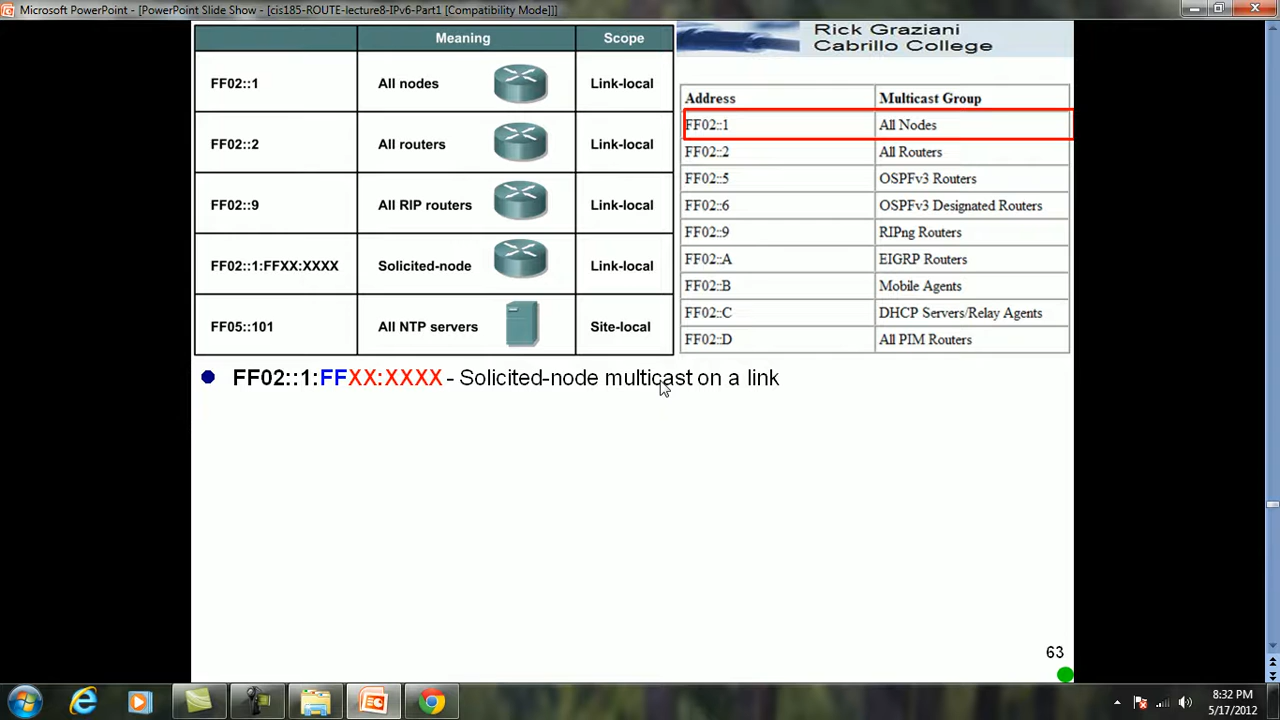 Microsoft PowerPoint - [PowerPoint Slide Show - [cis185-ROUTE-lecture8-IPv6-Part1 [Compatibility Mode]]]
Meaning Scope
FF02::1 All nodes Link-local
FF02::2 All routers Link-local
FF02::9 All RIP routers Link-local
FF02::1:FFXX:XXXX Solicited-node Link-local
FF05::101 All NTP servers Site-local
Rick Graziani
Cabrillo College
Address Multicast Group
FF02::1 All Nodes
FF02::2 All Routers
FF02::5 OSPFv3 Routers
FF02::6 OSPFv3 Designated Routers
FF02::9 RIPng Routers
FF02::A EIGRP Routers
FF02::B Mobile Agents
FF02::C DHCP Servers/Relay Agents
FF02::D All PIM Routers
FF02::1:FFXX:XXXX - Solicited-node multicast on a link
63
8:32 PM
5/17/2012